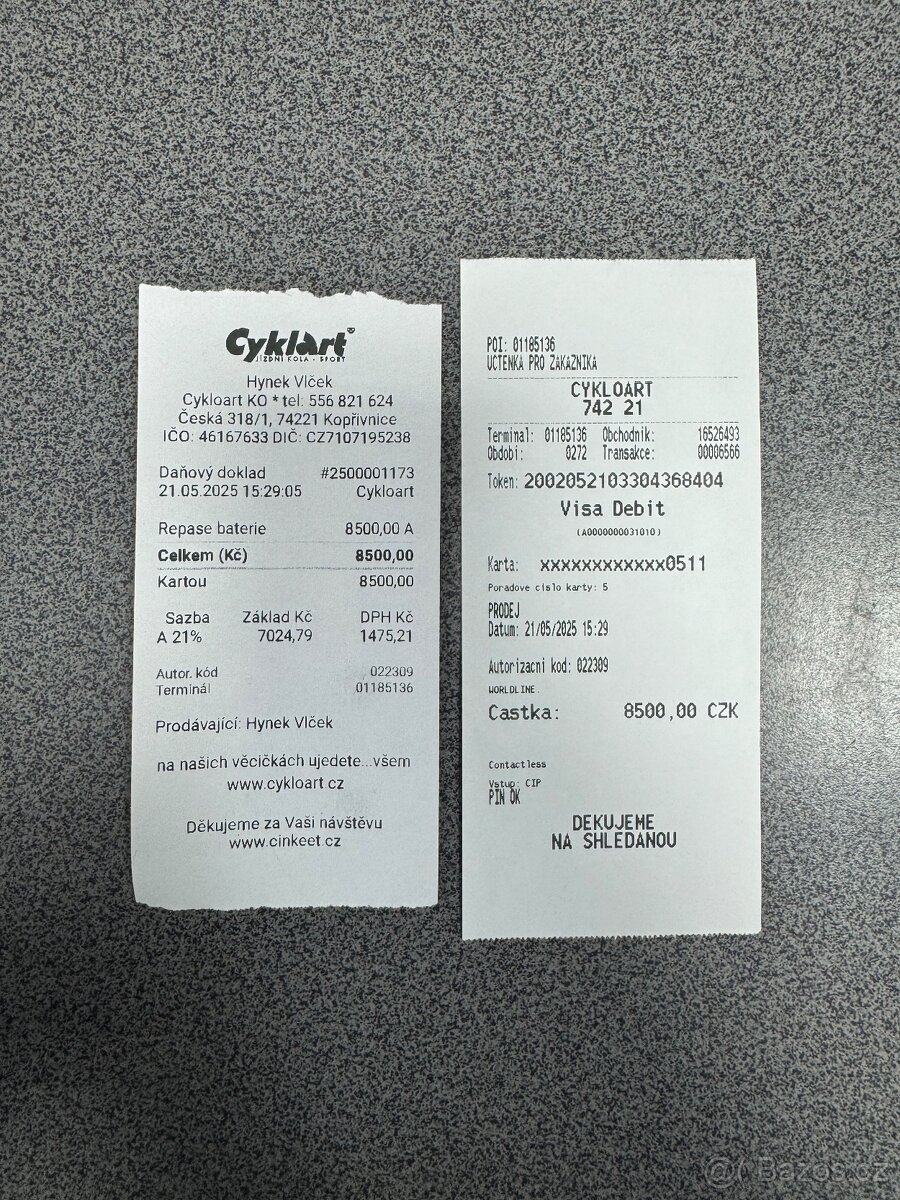 Cykloart
JÍZDNÍ KOLA - SPORT
Hynek Vlček
Cykloart KO * tel: 556 821 624
Česká 318/1, 74221 Kopřivnice
IČO: 46167633 DIČ: CZ7107195238
Daňový doklad #2500001173
21.05.2025 15:29:05 Cykloart
Repase baterie 8500,00 A
Celkem (Kč) 8500,00
Kartou 8500,00
Sazba Základ Kč DPH Kč
A 21% 7024,79 1475,21
Autor. kód 022309
Terminál 01185136
Prodávající: Hynek Vlček
na našich věcičkách ujedete...všem
www.cykloart.cz
Děkujeme za Vaši návštěvu
www.cinkeet.cz
POI: 01185136
UCTENKA PRO ZAKAZNIKA
CYKLOART
742 21
Terminal: 01185136 Obchodnik: 16526493
Obdobi: 0272 Transakce: 00006566
Token: 2002052103304368404
Visa Debit
(A0000000031010)
Karta: xxxxxxxxxxxx0511
Poradove cislo karty: 5
PRODEJ
Datum: 21/05/2025 15:29
Autorizacni kod: 022309
WORLDLINE.
Castka: 8500,00 CZK
Contactless
Vstup: CIP
PIN OK
DEKUJEME
NA SHLEDANOU
@ Bazos.cz